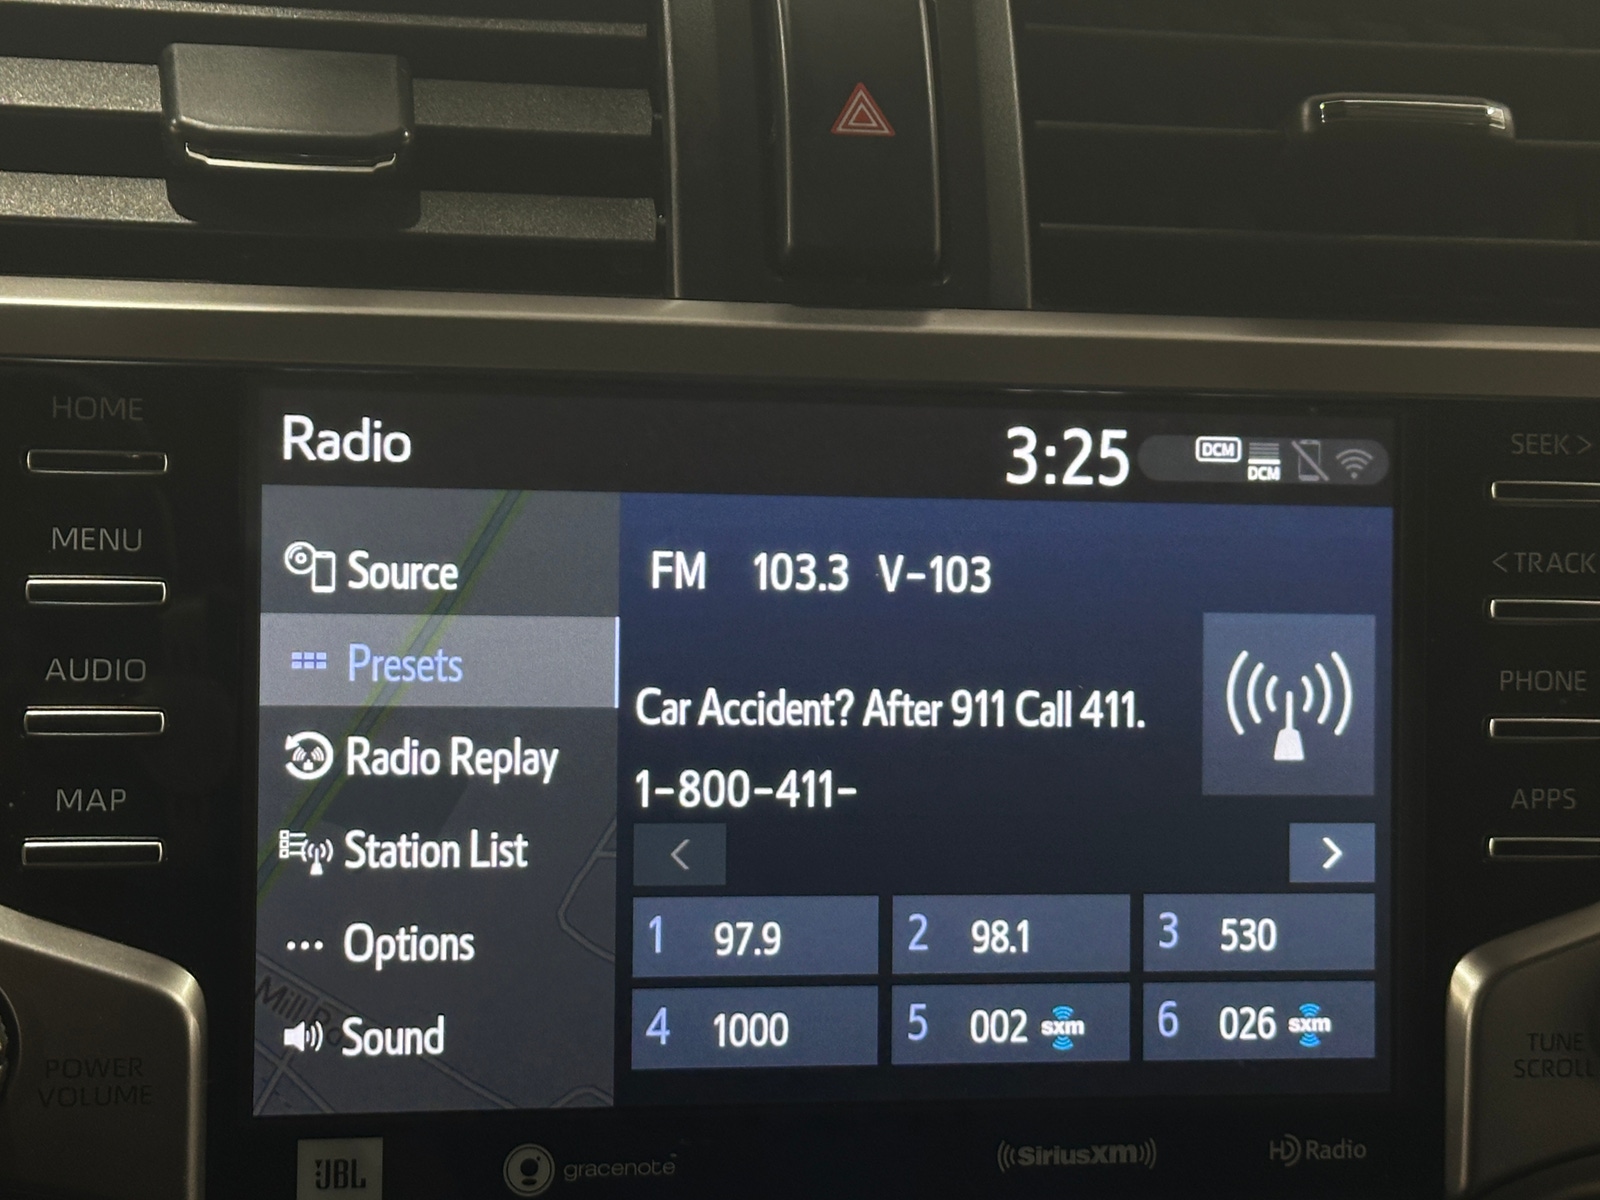 HOME
MENU
AUDIO
MAP
POWER
VOLUME
Radio
3:25
DCM
DCM
Source
Presets
Radio Replay
Station List
Options
Sound
Mill
FM 103.3 V-103
Car Accident? After 911 Call 411.
1-800-411-
1 97.9
2 98.1
3 530
4 1000
5 002 sxm
6 026 sxm
SEEK >
< TRACK
PHONE
APPS
TUNE
SCROLL
JBL
gracenote
SiriusXM
HD Radio